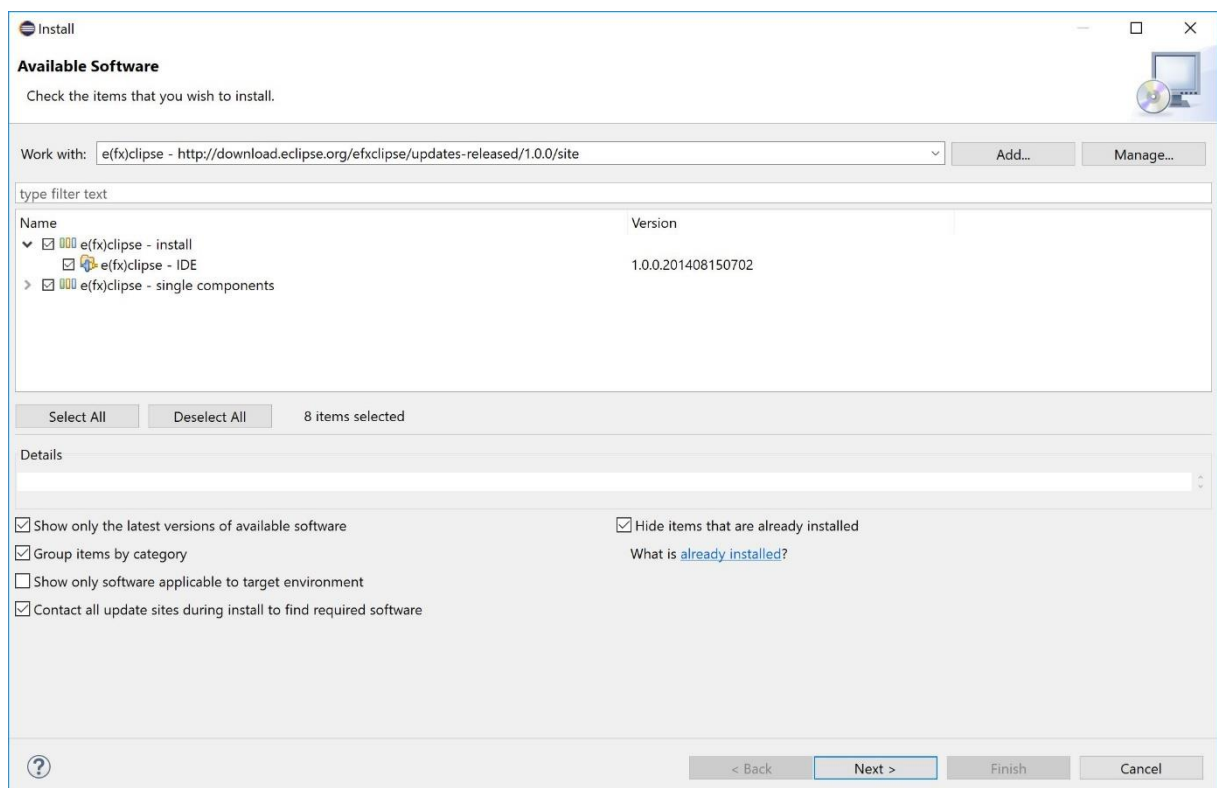 Install
Available Software
Check the items that you wish to install.
Work with: e(fx)clipse - http://download.eclipse.org/efxclipse/updates-released/1.0.0/site Add... Manage...
type filter text
Name Version
e(fx)clipse - install
e(fx)clipse - IDE 1.0.0.201408150702
e(fx)clipse - single components
Select All Deselect All 8 items selected
Details
Show only the latest versions of available software Hide items that are already installed
Group items by category What is already installed?
Show only software applicable to target environment
Contact all update sites during install to find required software
? < Back Next > Finish Cancel